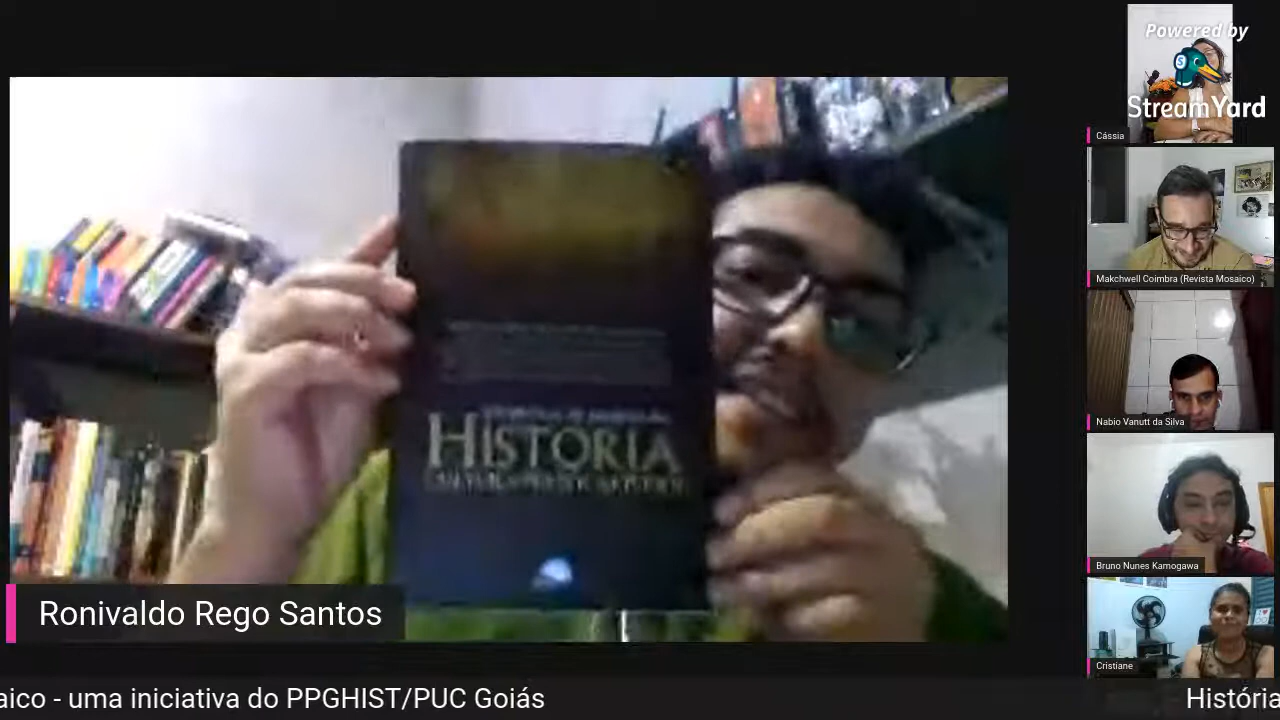 Powered by
StreamYard
Cássia
Makchwell Coimbra (Revista Mosaico)
Nabio Vanutt da Silva
Bruno Nunes Kamogawa
Cristiane
HISTÓRIA
Ronivaldo Rego Santos
aico - uma iniciativa do PPGHIST/PUC Goiás
História